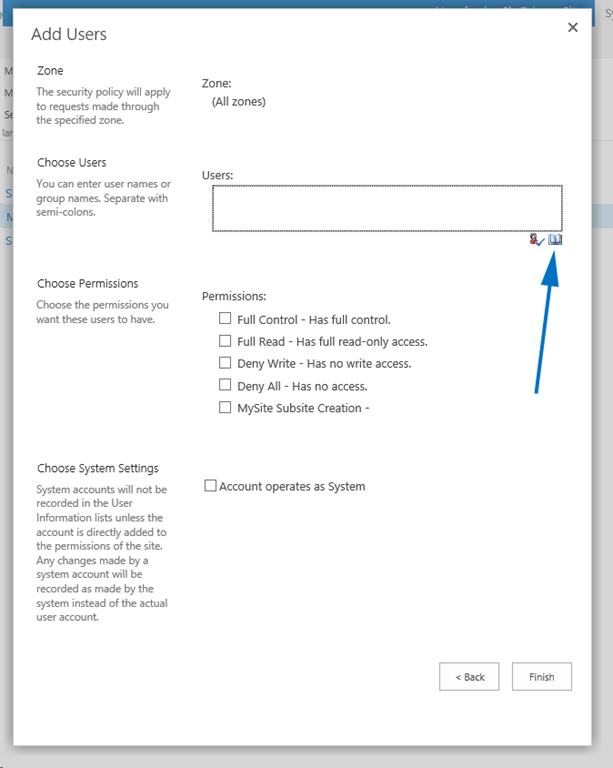 Add Users
Zone
The security policy will apply
to requests made through
the specified zone.
Zone:
(All zones)
Choose Users
You can enter user names or
group names. Separate with
semi-colons.
Users:
Choose Permissions
Choose the permissions you
want these users to have.
Permissions:
Full Control - Has full control.
Full Read - Has full read-only access.
Deny Write - Has no write access.
Deny All - Has no access.
MySite Subsite Creation -
Choose System Settings
System accounts will not be
recorded in the User
Information lists unless the
account is directly added to
the permissions of the site.
Any changes made by a
system account will be
recorded as made by the
system instead of the actual
user account.
Account operates as System
< Back
Finish